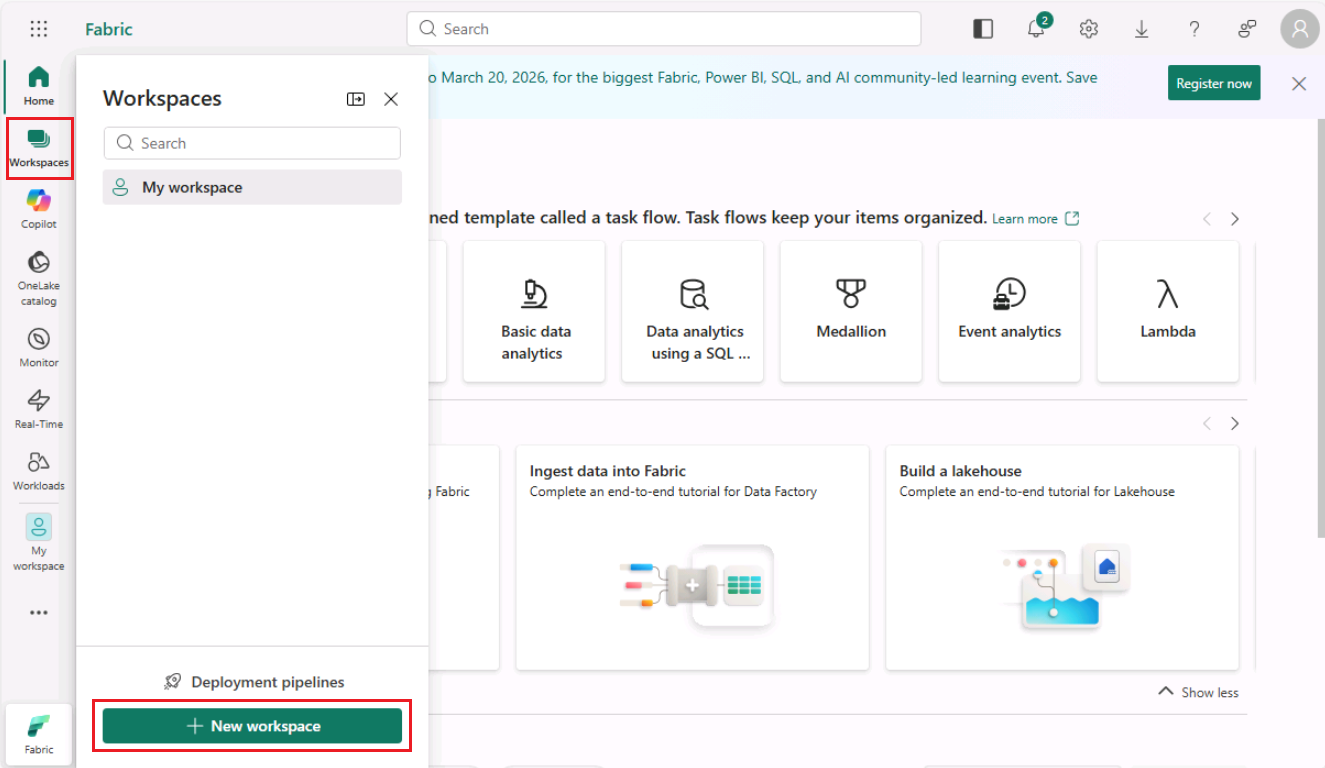 Fabric
Search
2
o March 20, 2026, for the biggest Fabric, Power BI, SQL, and AI community-led learning event. Save
Register now
Home
Workspaces
Copilot
OneLake
catalog
Monitor
Real-Time
Workloads
My
workspace
Fabric
Workspaces
Search
My workspace
Deployment pipelines
New workspace
ned template called a task flow. Task flows keep your items organized. Learn more
Basic data
analytics
Data analytics
using a SQL ...
Medallion
Event analytics
Lambda
g Fabric
Ingest data into Fabric
Complete an end-to-end tutorial for Data Factory
Build a lakehouse
Complete an end-to-end tutorial for Lakehouse
Show less